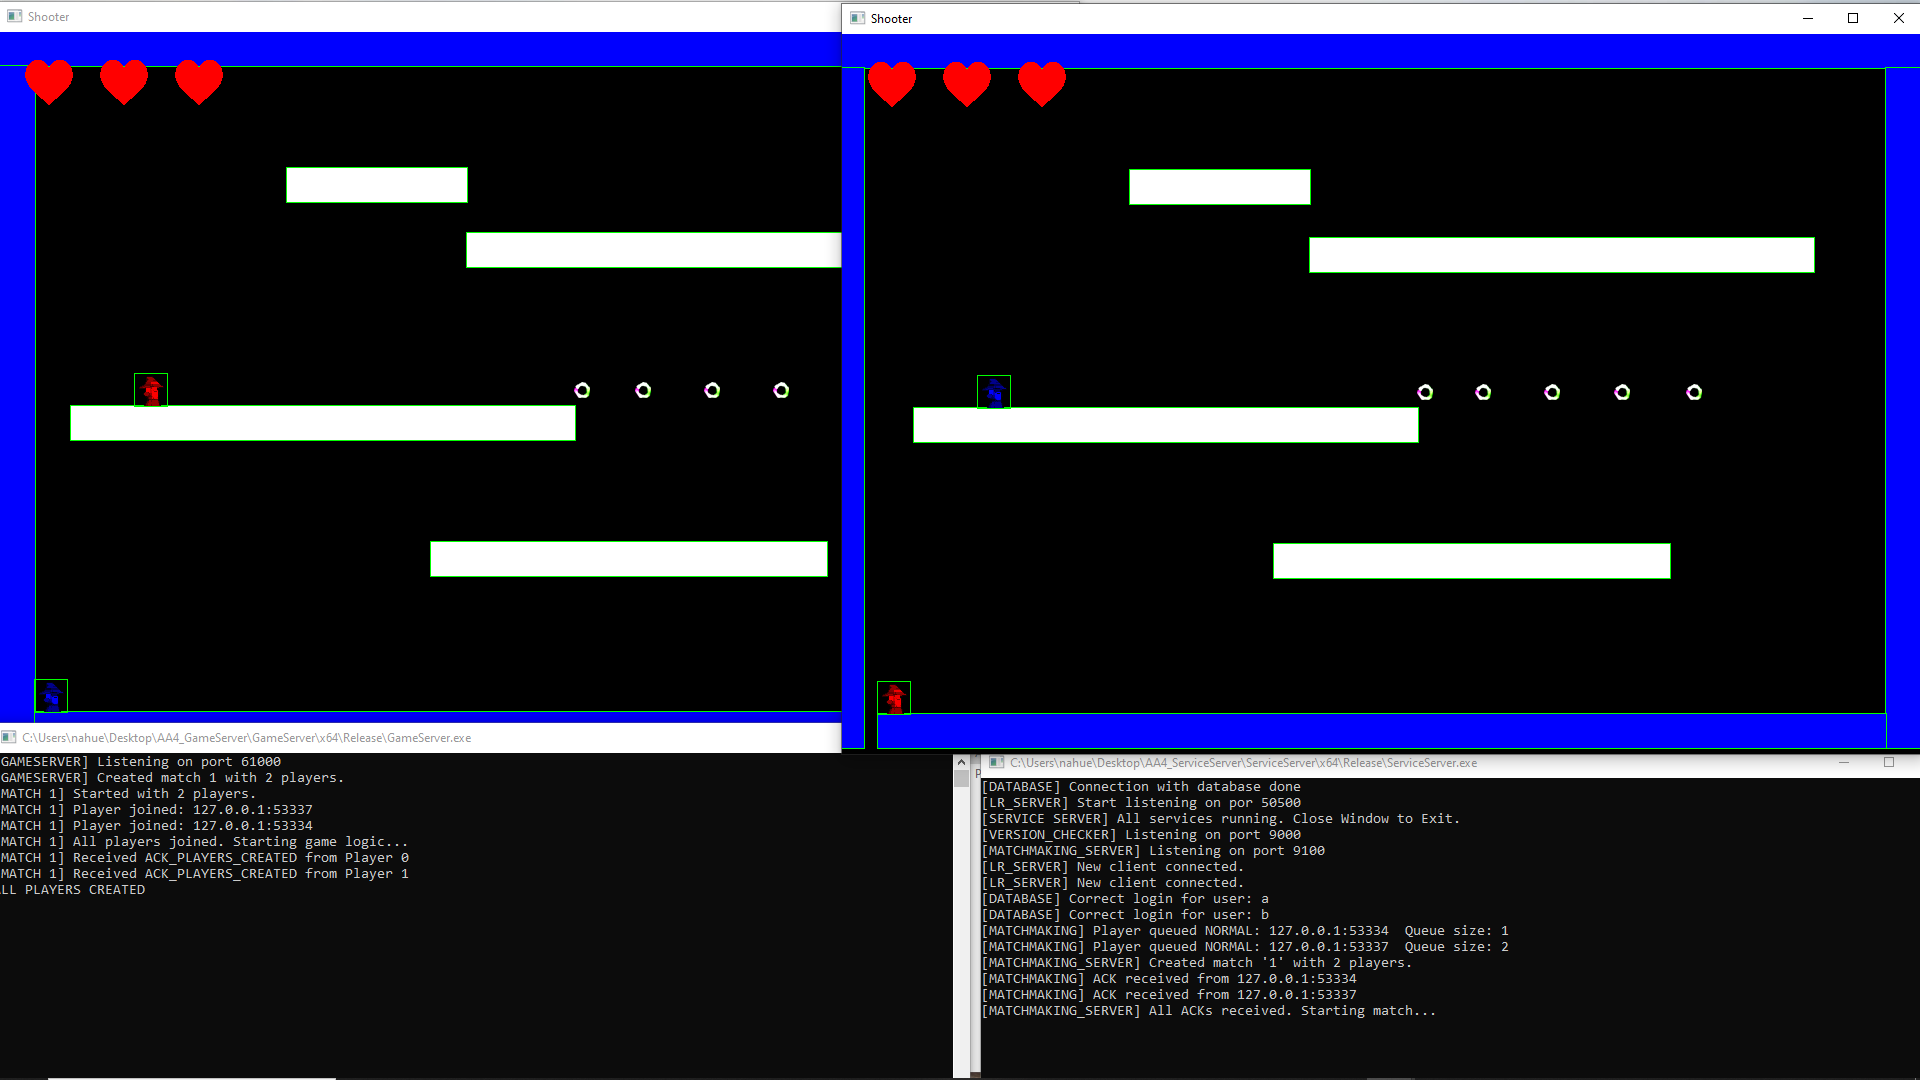 Shooter
Shooter
C:\Users\nahue\Desktop\AA4_GameServer\GameServer\x64\Release\GameServer.exe
GAMESERVER] Listening on port 61000
GAMESERVER] Created match 1 with 2 players.
MATCH 1] Started with 2 players.
MATCH 1] Player joined: 127.0.0.1:53337
MATCH 1] Player joined: 127.0.0.1:53334
MATCH 1] All players joined. Starting game logic...
MATCH 1] Received ACK_PLAYERS_CREATED from Player 0
MATCH 1] Received ACK_PLAYERS_CREATED from Player 1
LL PLAYERS CREATED
C:\Users\nahue\Desktop\AA4_ServiceServer\ServiceServer\x64\Release\ServiceServer.exe
[DATABASE] Connection with database done
[LR_SERVER] Start listening on por 50500
[SERVICE SERVER] All services running. Close Window to Exit.
[VERSION_CHECKER] Listening on port 9000
[MATCHMAKING_SERVER] Listening on port 9100
[LR_SERVER] New client connected.
[LR_SERVER] New client connected.
[DATABASE] Correct login for user: a
[DATABASE] Correct login for user: b
[MATCHMAKING] Player queued NORMAL: 127.0.0.1:53334  Queue size: 1
[MATCHMAKING] Player queued NORMAL: 127.0.0.1:53337  Queue size: 2
[MATCHMAKING_SERVER] Created match '1' with 2 players.
[MATCHMAKING] ACK received from 127.0.0.1:53334
[MATCHMAKING] ACK received from 127.0.0.1:53337
[MATCHMAKING_SERVER] All ACKs received. Starting match...